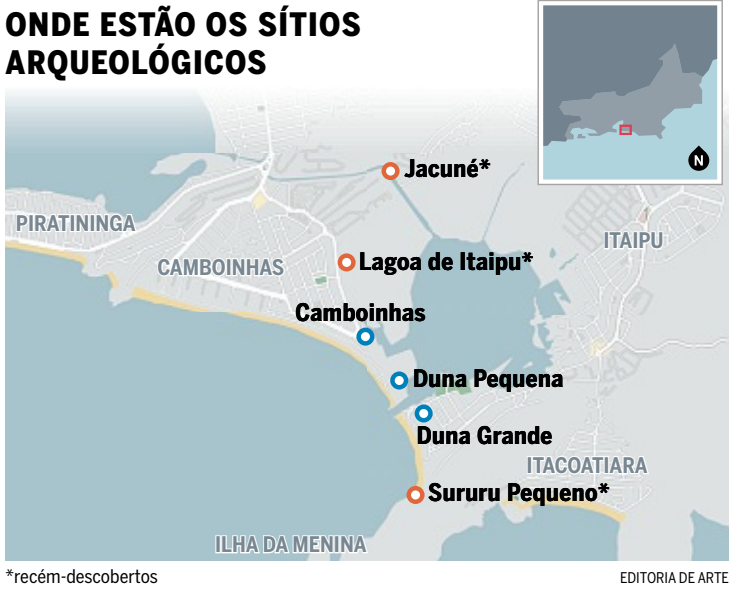 ONDE ESTÃO OS SÍTIOS
ARQUEOLÓGICOS
N
Jacuné*
PIRATININGA
ITAIPU
CAMBOINHAS
Lagoa de Itaipu*
Camboinhas
Duna Pequena
Duna Grande
ITACOATIARA
Sururu Pequeno*
ILHA DA MENINA
*recém-descobertos
EDITORIA DE ARTE